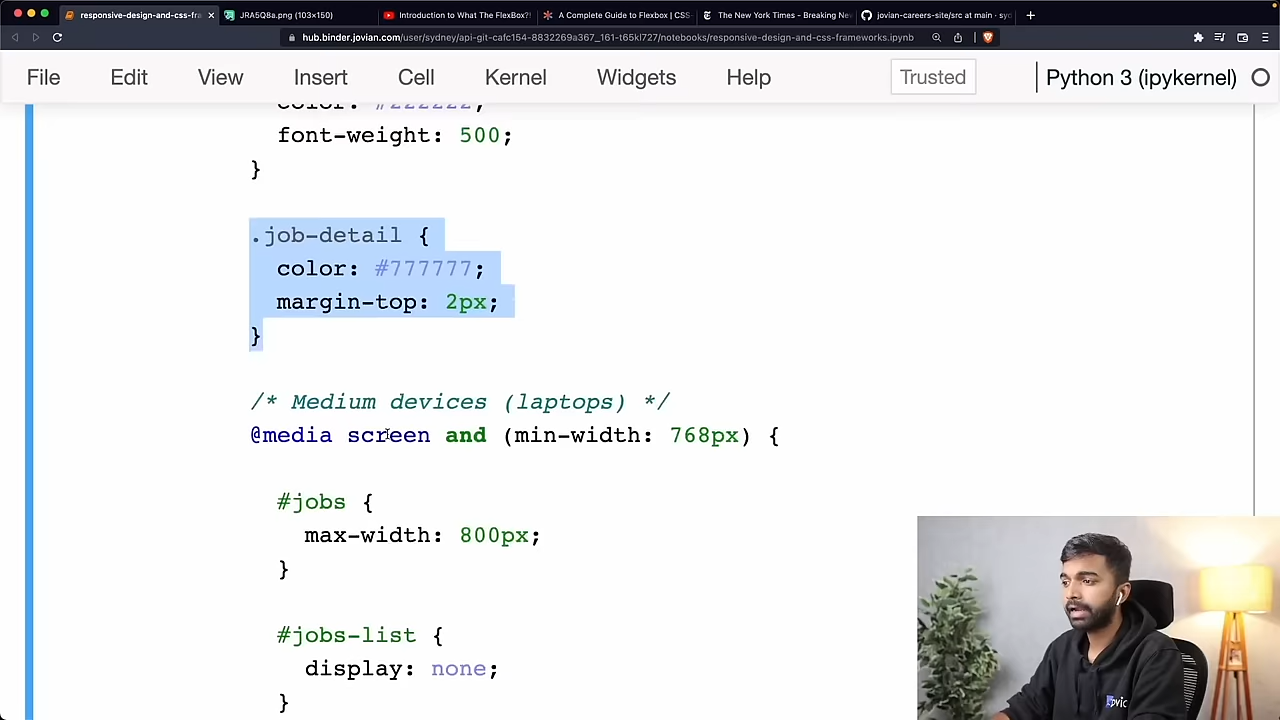 responsive-design-and-css-fra
JRA5Q8a.png (103×150)
Introduction to What The FlexBox?!
A Complete Guide to Flexbox | CSS-
The New York Times - Breaking Ne
jovian-careers-site/src at main · syd
hub.binder.jovian.com/user/sydney/api-git-cafc154-8832269a367_161-t65kl727/notebooks/responsive-design-and-css-frameworks.ipynb
File Edit View Insert Cell Kernel Widgets Help Trusted Python 3 (ipykernel)
color: #222222;
font-weight: 500;
}
.job-detail {
color: #777777;
margin-top: 2px;
}
/* Medium devices (laptops) */
@media screen and (min-width: 768px) {
#jobs {
max-width: 800px;
}
#jobs-list {
display: none;
}